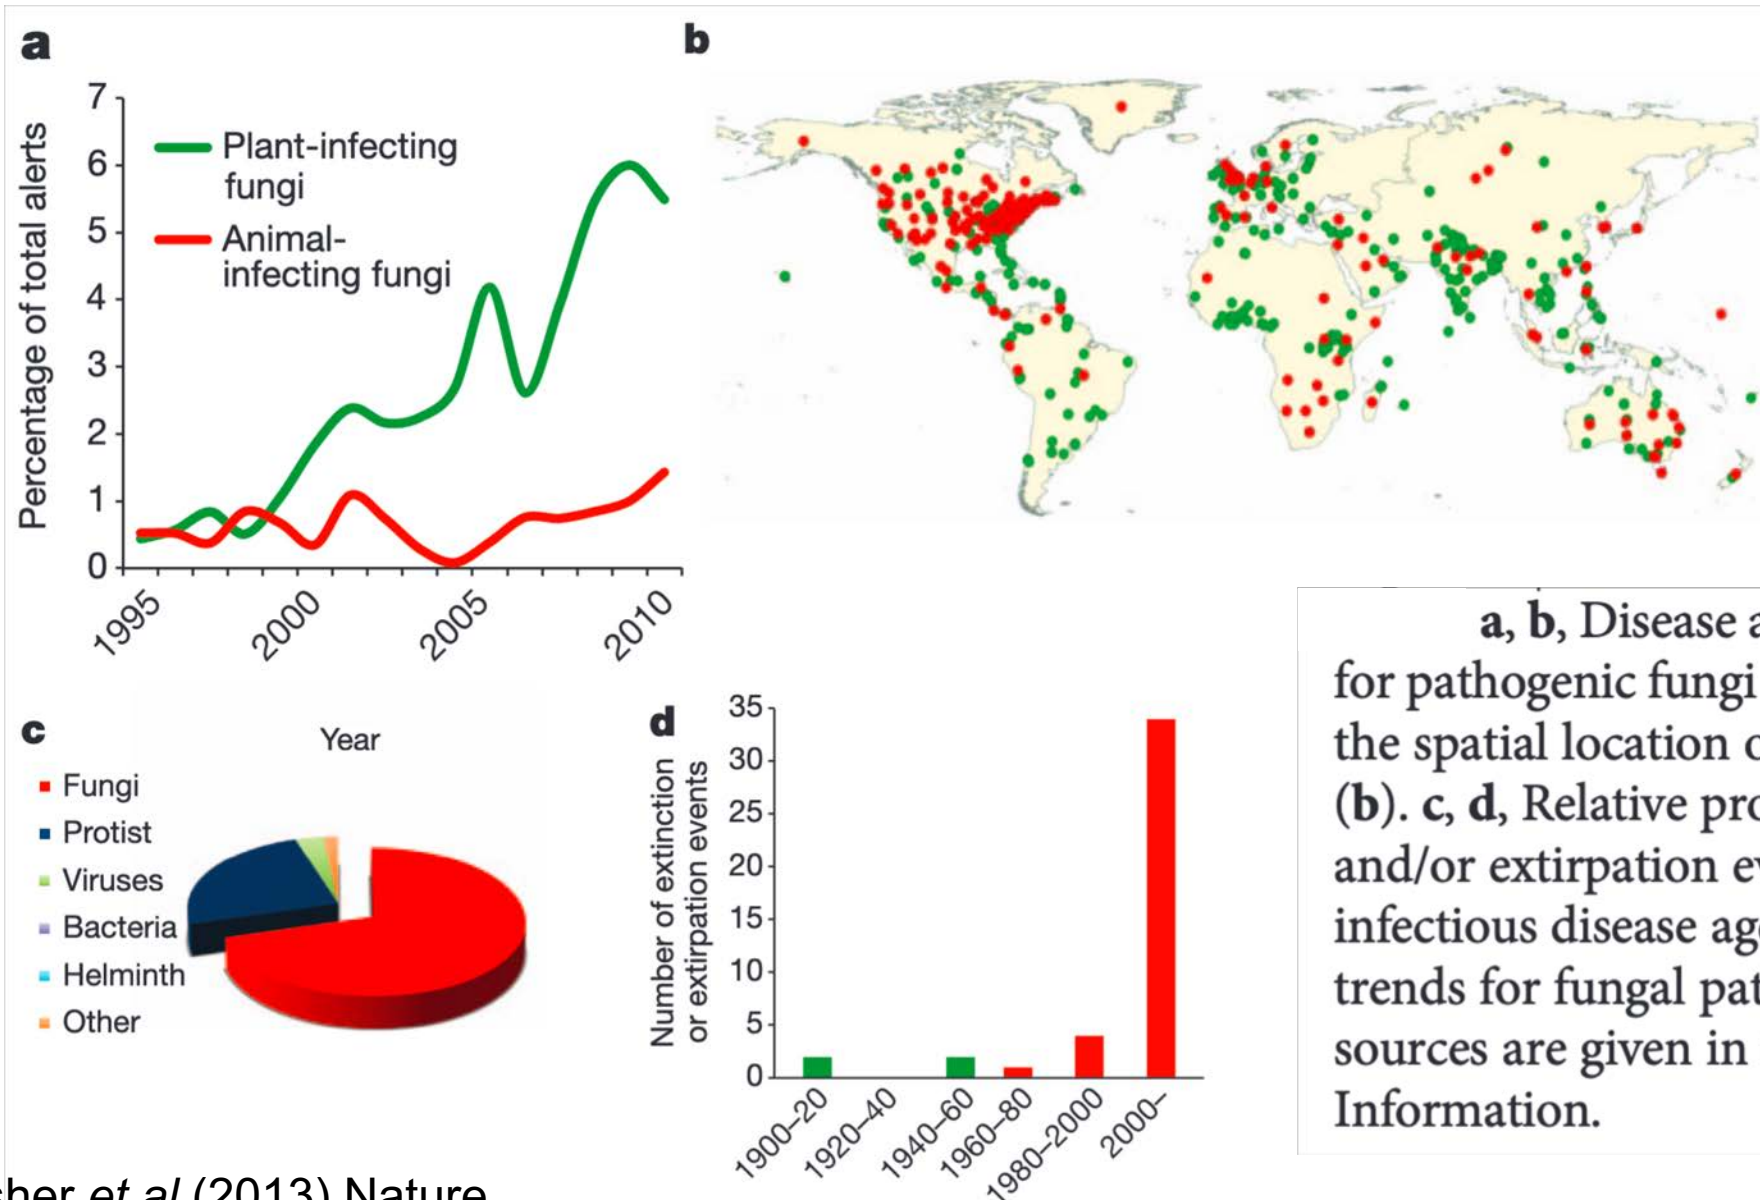 a
7
6
5
4
3
2
1
0
Percentage of total alerts
Plant-infecting
fungi
Animal-
infecting fungi
1995
2000
2005
2010
b
c
Year
Fungi
Protist
Viruses
Bacteria
Helminth
Other
d
Number of extinction
or extirpation events
35
30
25
20
15
10
5
0
1900–20
1920–40
1940–60
1960–80
1980–2000
2000–
a, b, Disease
for pathogenic fungi
the spatial location
(b). c, d, Relative
and/or extirpation
infectious disease
trends for fungal
sources are given in
Information.
et al (2013) Nature